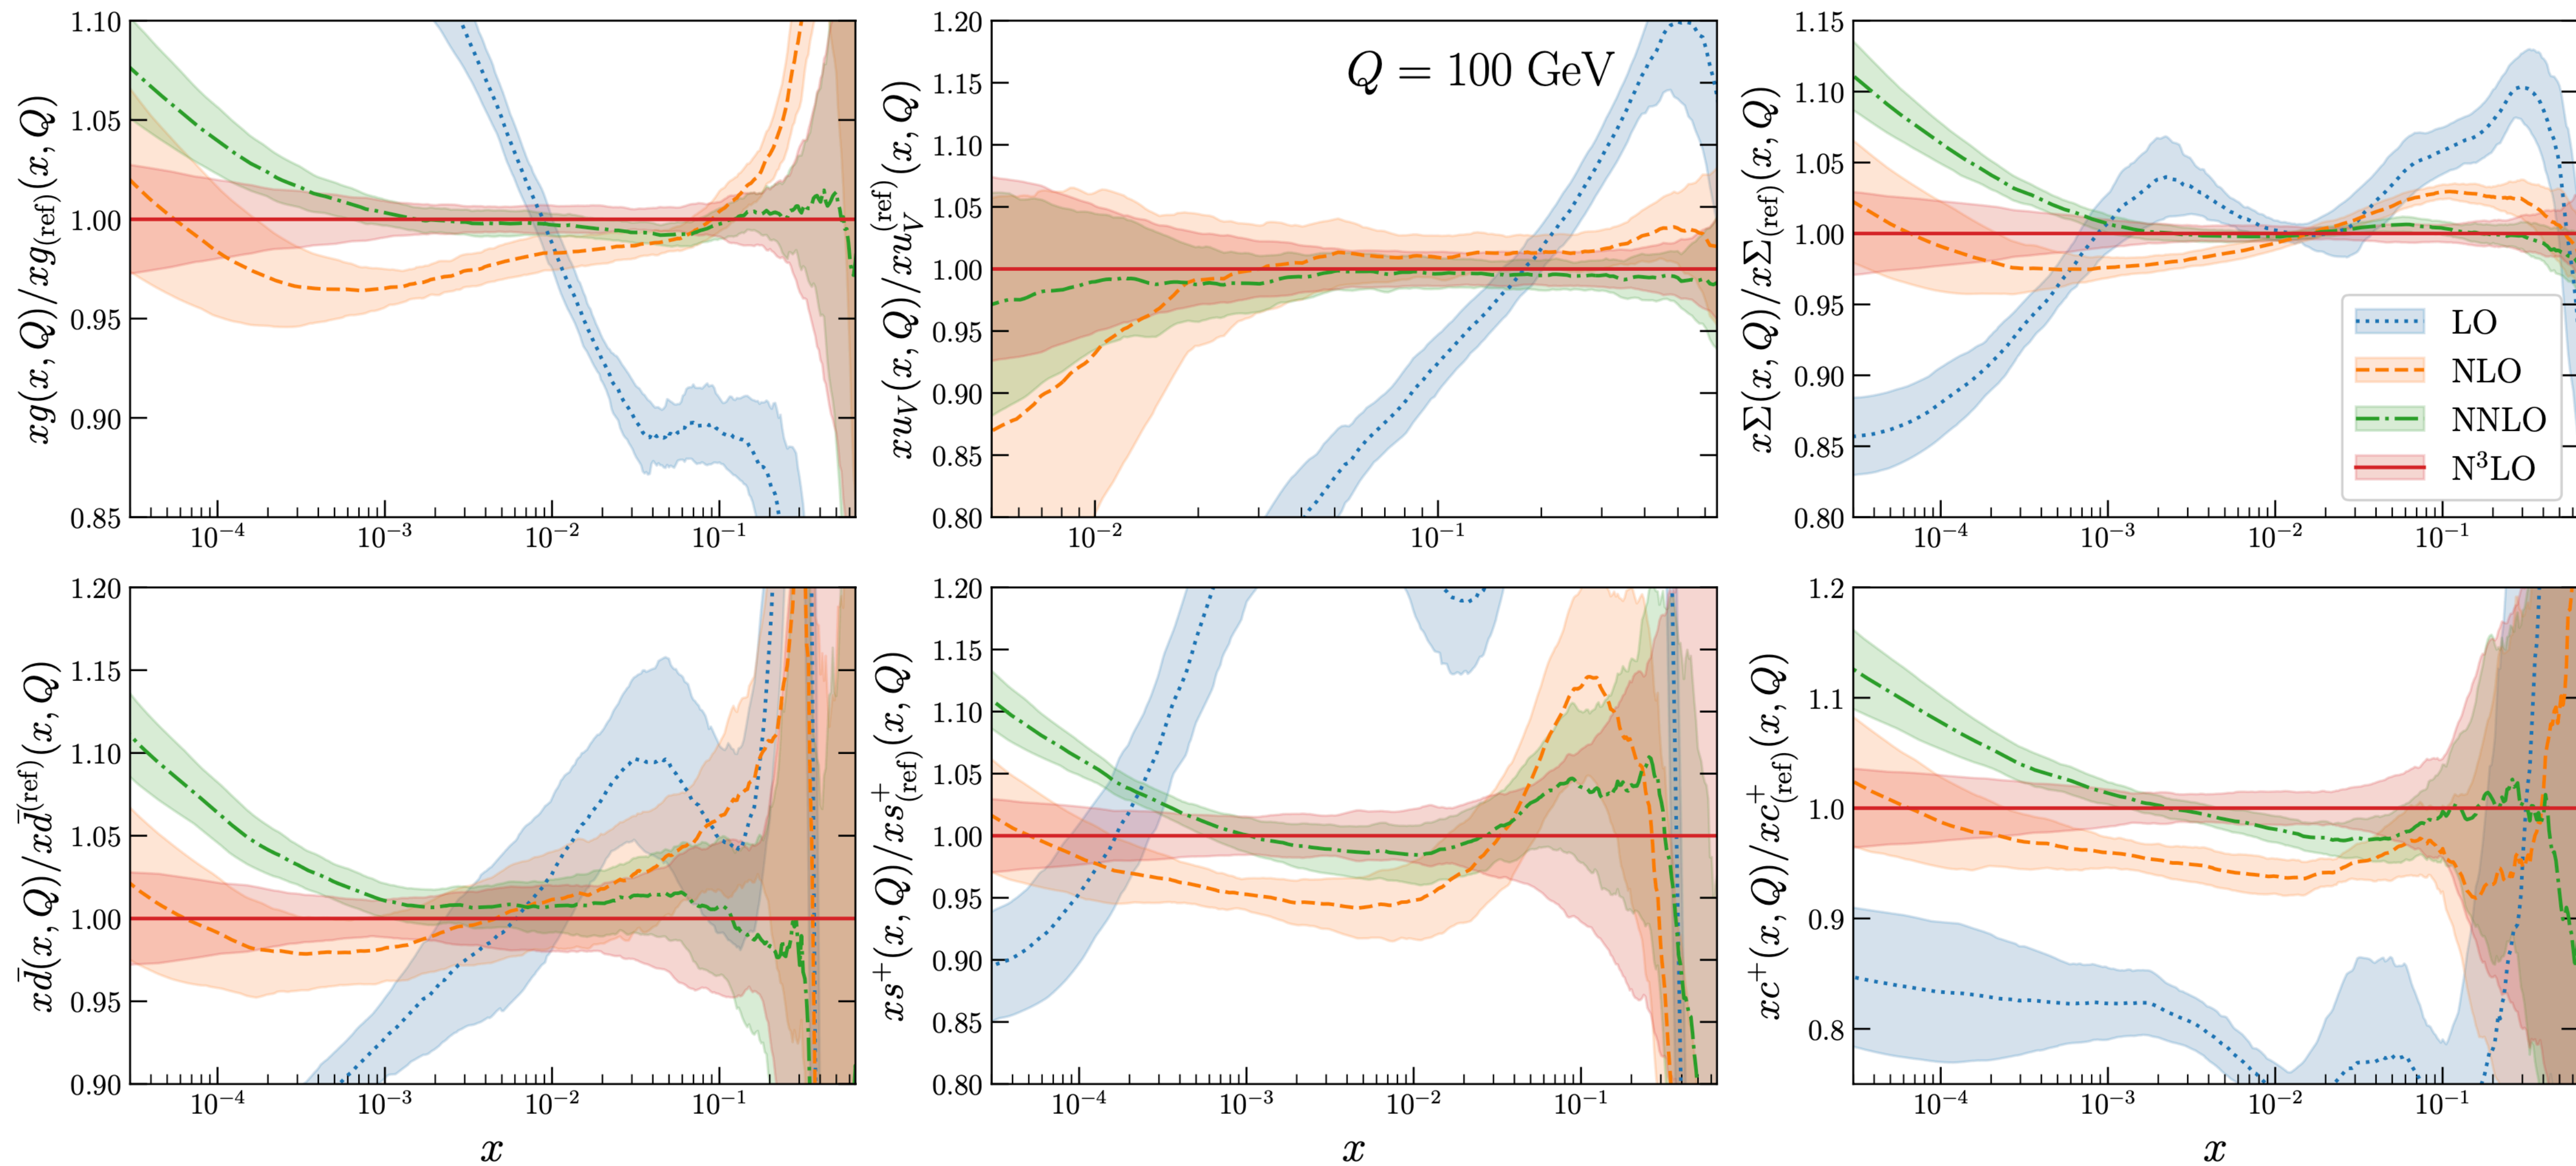 xg(x, Q)/xg(ref)(x, Q)
1.10
1.05
1.00
0.95
0.90
0.85
10⁻⁴ 10⁻³ 10⁻² 10⁻¹
xu_V(x, Q)/xu_V^(ref)(x, Q)
1.20
1.15
1.10
1.05
1.00
0.95
0.90
0.85
0.80
Q = 100 GeV
10⁻² 10⁻¹
xΣ(x, Q)/xΣ(ref)(x, Q)
1.15
1.10
1.05
1.00
0.95
0.90
0.85
0.80
LO
NLO
NNLO
N³LO
10⁻⁴ 10⁻³ 10⁻² 10⁻¹
xd̄(x, Q)/xd̄^(ref)(x, Q)
1.20
1.15
1.10
1.05
1.00
0.95
0.90
10⁻⁴ 10⁻³ 10⁻² 10⁻¹
x
xs⁺(x, Q)/xs⁺(ref)(x, Q)
1.20
1.15
1.10
1.05
1.00
0.95
0.90
0.85
0.80
10⁻⁴ 10⁻³ 10⁻² 10⁻¹
x
xc⁺(x, Q)/xc⁺(ref)(x, Q)
1.2
1.1
1.0
0.9
0.8
10⁻⁴ 10⁻³ 10⁻² 10⁻¹
x